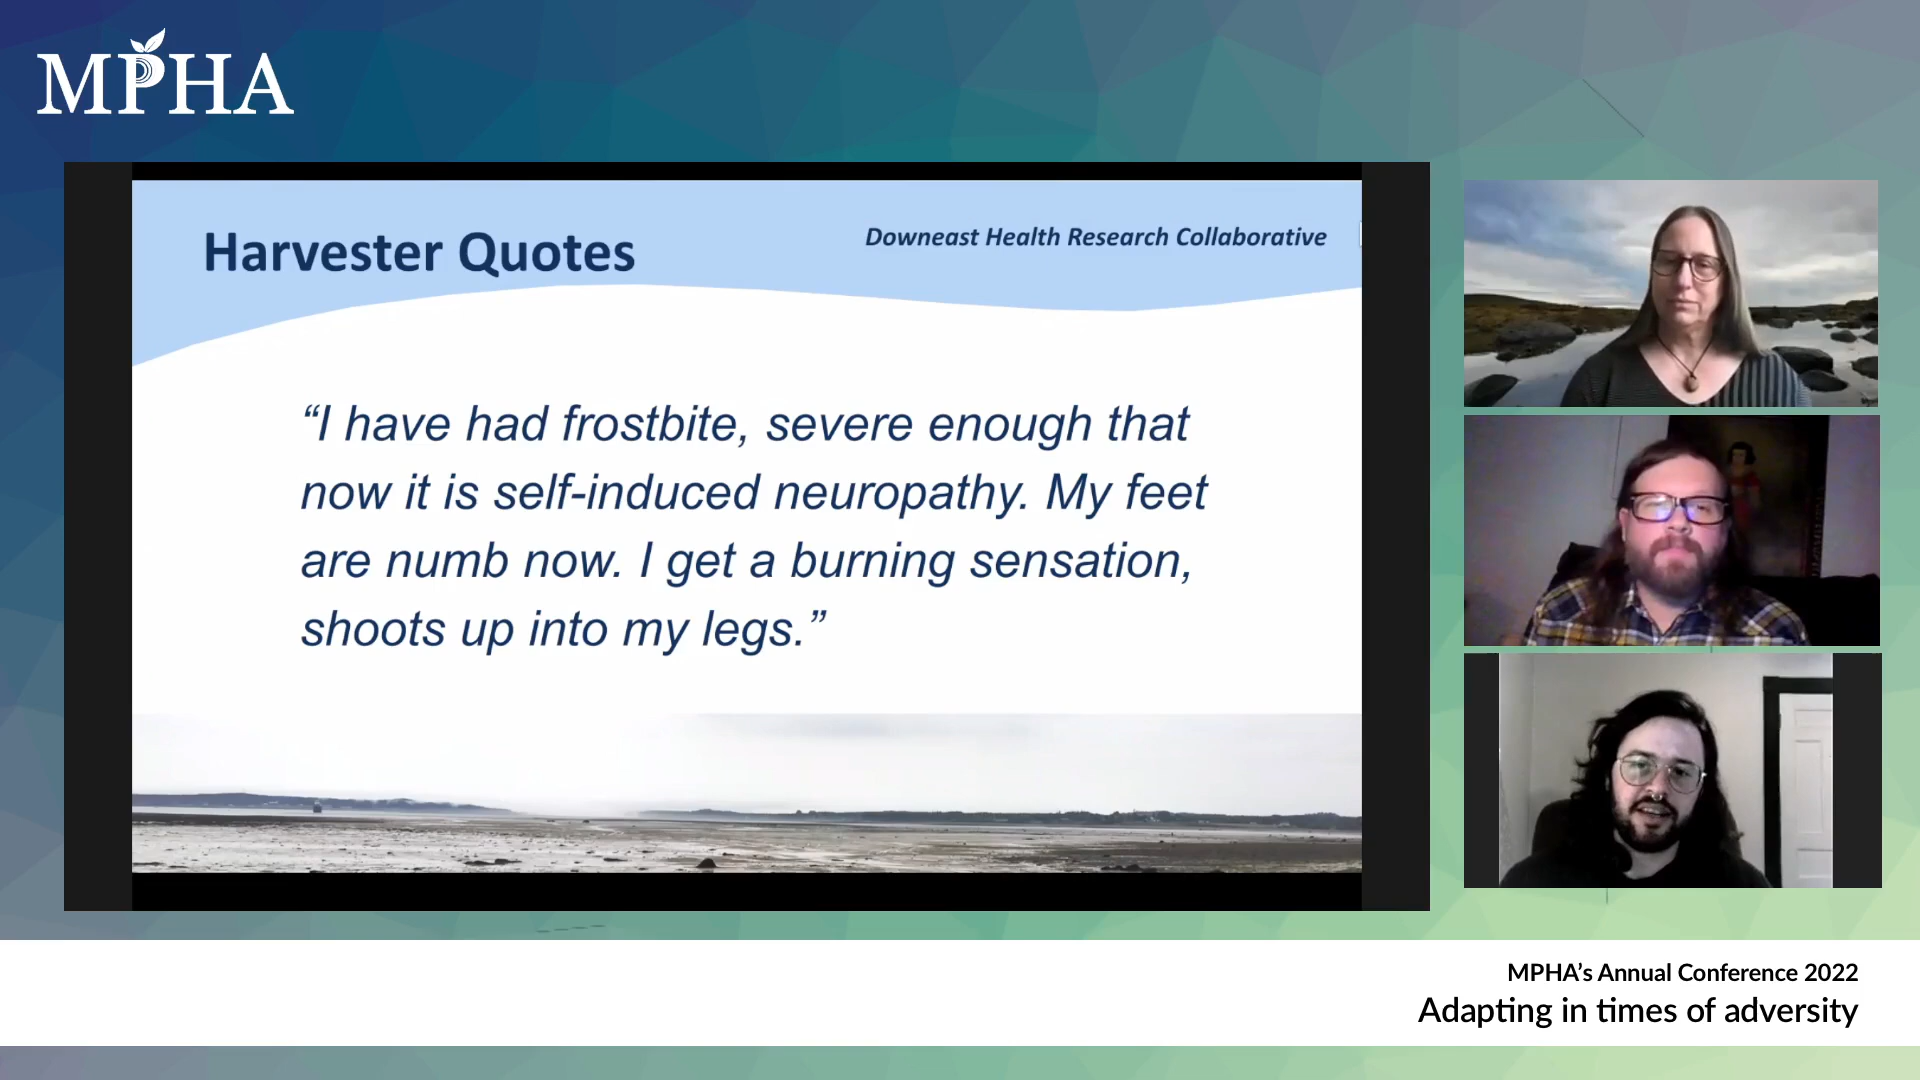 MPHA
Harvester Quotes
Downeast Health Research Collaborative
“I have had frostbite, severe enough that
now it is self-induced neuropathy. My feet
are numb now. I get a burning sensation,
shoots up into my legs.”
MPHA’s Annual Conference 2022
Adapting in times of adversity